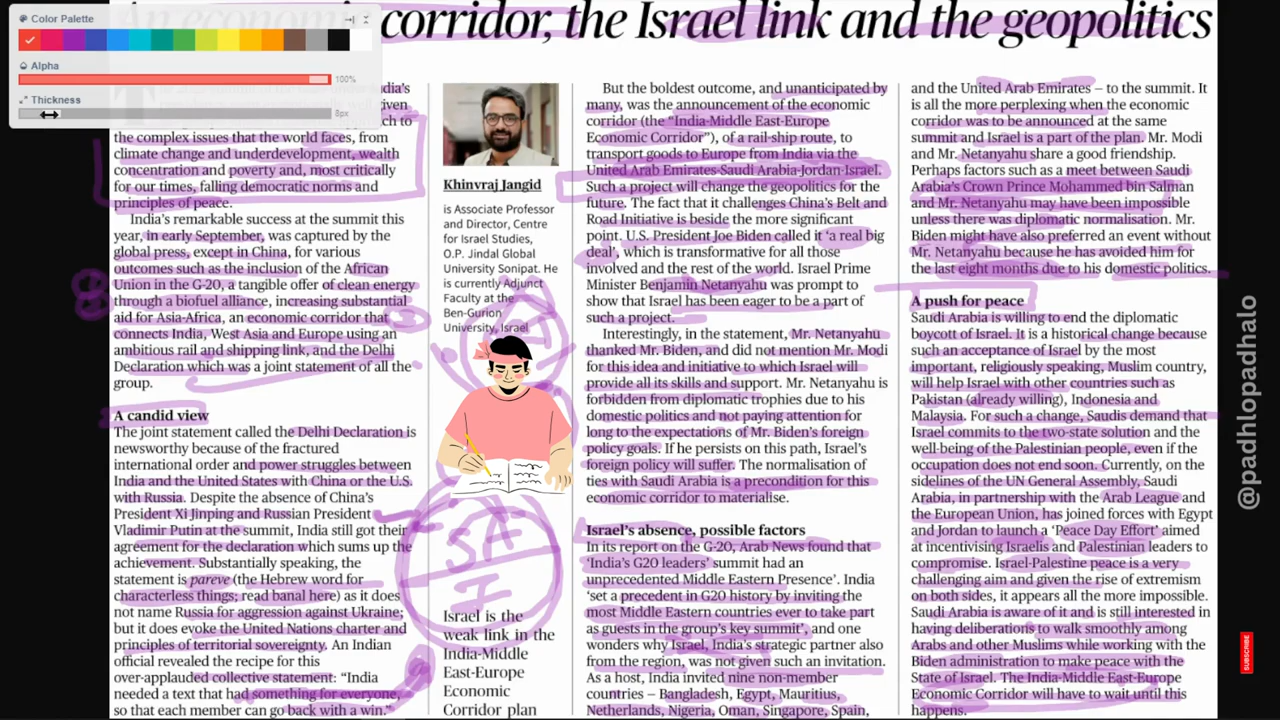 An economic corridor, the Israel link and the geopolitics
Color Palette
Alpha
100%
Thickness
8px
the complex issues that the world faces, from
climate change and underdevelopment, wealth
concentration and poverty and, most critically
for our times, falling democratic norms and
principles of peace.
India’s remarkable success at the summit this
year, in early September, was captured by the
global press, except in China, for various
outcomes such as the inclusion of the African
Union in the G-20, a tangible offer of clean energy
through a biofuel alliance, increasing substantial
aid for Asia-Africa, an economic corridor that
connects India, West Asia and Europe using an
ambitious rail and shipping link, and the Delhi
Declaration which was a joint statement of all the
group.
A candid view
The joint statement called the Delhi Declaration is
newsworthy because of the fractured
international order and power struggles between
India and the United States with China or the U.S.
with Russia. Despite the absence of China’s
President Xi Jinping and Russian President
Vladimir Putin at the summit, India still got their
agreement for the declaration which sums up the
achievement. Substantially speaking, the
statement is pareve (the Hebrew word for
characterless things; read banal here) as it does
not name Russia for aggression against Ukraine;
but it does evoke the United Nations charter and
principles of territorial sovereignty. An Indian
official revealed the recipe for this
over-applauded collective statement: “India
needed a text that had something for everyone,
so that each member can go back with a win.”
Khinvraj Jangid
is Associate Professor
and Director, Centre
for Israel Studies,
O.P. Jindal Global
University Sonipat. He
is currently Adjunct
Faculty at the
Ben-Gurion
University, Israel
Israel is the
weak link in the
India-Middle
East-Europe
Economic
Corridor plan
But the boldest outcome, and unanticipated by
many, was the announcement of the economic
corridor (the “India-Middle East-Europe
Economic Corridor”), of a rail-ship route, to
transport goods to Europe from India via the
United Arab Emirates-Saudi Arabia-Jordan-Israel.
Such a project will change the geopolitics for the
future. The fact that it challenges China’s Belt and
Road Initiative is beside the more significant
point. U.S. President Joe Biden called it ‘a real big
deal’, which is transformative for all those
involved and the rest of the world. Israel Prime
Minister Benjamin Netanyahu was prompt to
show that Israel has been eager to be a part of
such a project.
Interestingly, in the statement, Mr. Netanyahu
thanked Mr. Biden, and did not mention Mr. Modi
for this idea and initiative to which Israel will
provide all its skills and support. Mr. Netanyahu is
forbidden from diplomatic trophies due to his
domestic politics and not paying attention for
long to the expectations of Mr. Biden’s foreign
policy goals. If he persists on this path, Israel’s
foreign policy will suffer. The normalisation of
ties with Saudi Arabia is a precondition for this
economic corridor to materialise.
Israel’s absence, possible factors
In its report on the G-20, Arab News found that
‘India’s G20 leaders’ summit had an
unprecedented Middle Eastern Presence’. India
‘set a precedent in G20 history by inviting the
most Middle Eastern countries ever to take part
as guests in the group’s key summit’, and one
wonders why Israel, India’s strategic partner also
from the region, was not given such an invitation.
As a host, India invited nine non-member
countries — Bangladesh, Egypt, Mauritius,
Netherlands, Nigeria, Oman, Singapore, Spain,
and the United Arab Emirates — to the summit. It
is all the more perplexing when the economic
corridor was to be announced at the same
summit and Israel is a part of the plan. Mr. Modi
and Mr. Netanyahu share a good friendship.
Perhaps factors such as a meet between Saudi
Arabia’s Crown Prince Mohammed bin Salman
and Mr. Netanyahu may have been impossible
unless there was diplomatic normalisation. Mr.
Biden might have also preferred an event without
Mr. Netanyahu because he has avoided him for
the last eight months due to his domestic politics.
A push for peace
Saudi Arabia is willing to end the diplomatic
boycott of Israel. It is a historical change because
such an acceptance of Israel by the most
important, religiously speaking, Muslim country,
will help Israel with other countries such as
Pakistan (already willing), Indonesia and
Malaysia. For such a change, Saudis demand that
Israel commits to the two-state solution and the
well-being of the Palestinian people, even if the
occupation does not end soon. Currently, on the
sidelines of the UN General Assembly, Saudi
Arabia, in partnership with the Arab League and
the European Union, has joined forces with Egypt
and Jordan to launch a ‘Peace Day Effort’ aimed
at incentivising Israelis and Palestinian leaders to
compromise. Israel-Palestine peace is a very
challenging aim and given the rise of extremism
on both sides, it appears all the more impossible.
Saudi Arabia is aware of it and is still interested in
having deliberations to walk smoothly among
Arabs and other Muslims while working with the
Biden administration to make peace with the
State of Israel. The India-Middle East-Europe
Economic Corridor will have to wait until this
happens.
@padhlopadhalo
SUBSCRIBE